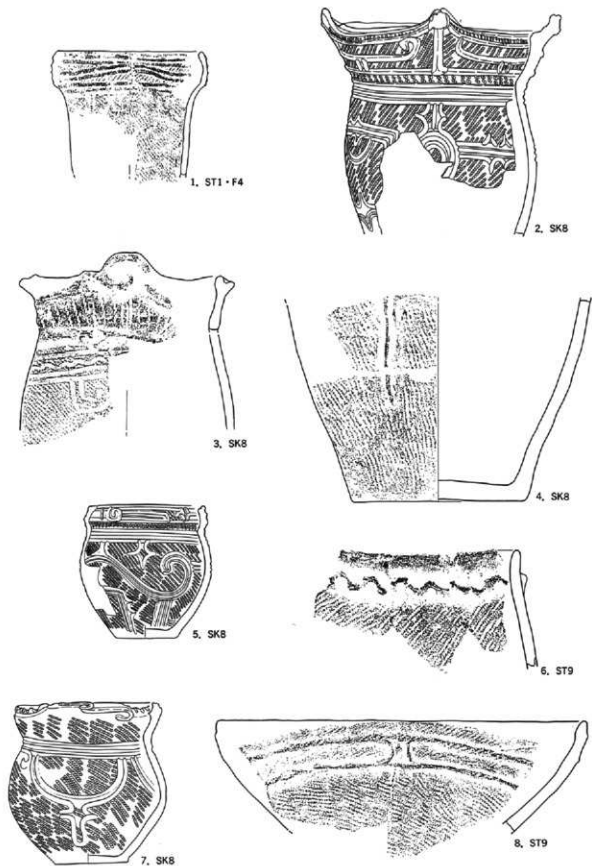 1. ST1・F4
2. SK8
3. SK8
4. SK8
5. SK8
6. ST9
7. SK8
8. ST9